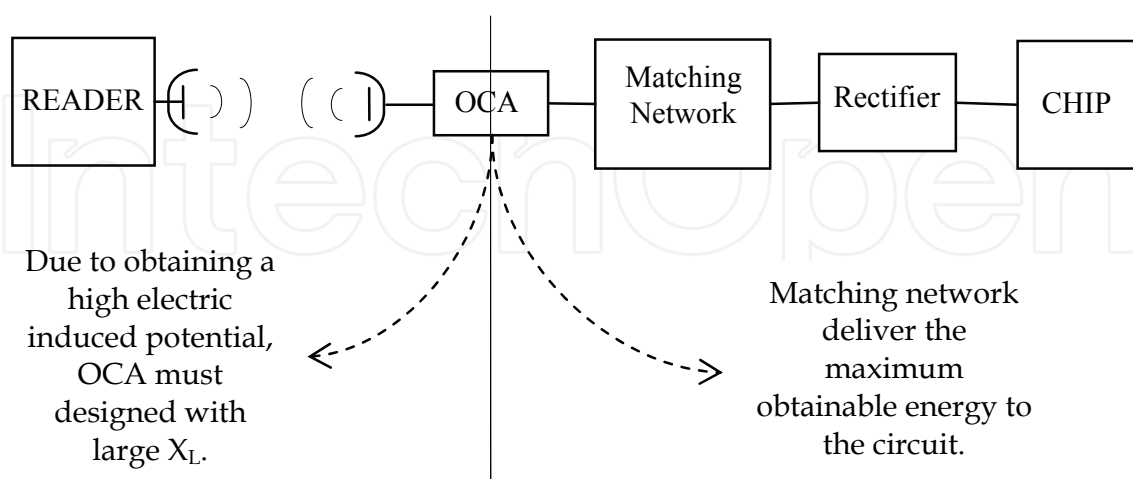 READER
OCA
Matching
Network
Rectifier
CHIP
IntechOpen
Due to obtaining a
high electric
induced potential,
OCA must
designed with
large X_L.
Matching network
deliver the
maximum
obtainable energy to
the circuit.